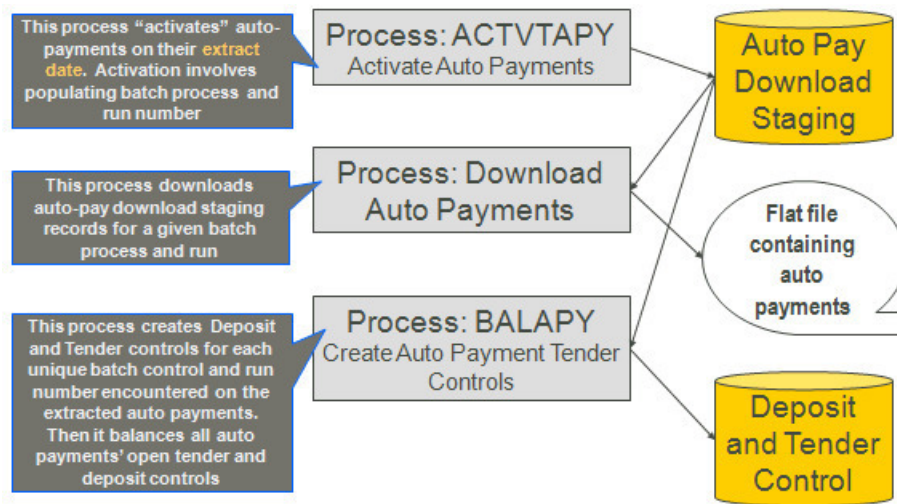 This process “activates” auto-
payments on their extract
date. Activation involves
populating batch process and
run number
Process: ACTVTAPY
Activate Auto Payments
Auto Pay
Download
Staging
This process downloads
auto-pay download staging
records for a given batch
process and run
Process: Download
Auto Payments
Flat file
containing
auto
payments
This process creates Deposit
and Tender controls for each
unique batch control and run
number encountered on the
extracted auto payments.
Then it balances all auto
payments’ open tender and
deposit controls
Process: BALAPY
Create Auto Payment Tender
Controls
Deposit
and Tender
Control